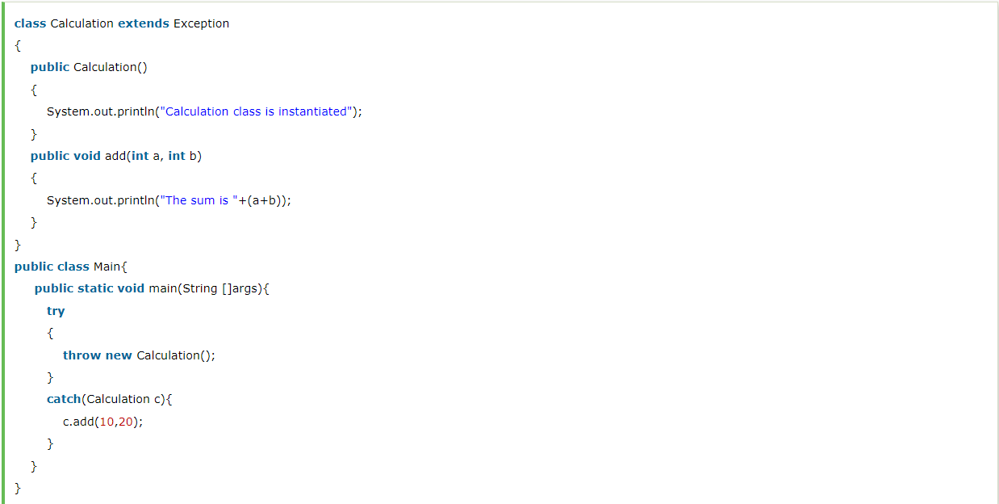 class Calculation extends Exception
{
public Calculation()
{
System.out.println("Calculation class is instantiated");
}
public void add(int a, int b)
{
System.out.println("The sum is "+(a+b));
}
}
public class Main{
public static void main(String []args){
try
{
throw new Calculation();
}
catch(Calculation c){
c.add(10,20);
}
}
}